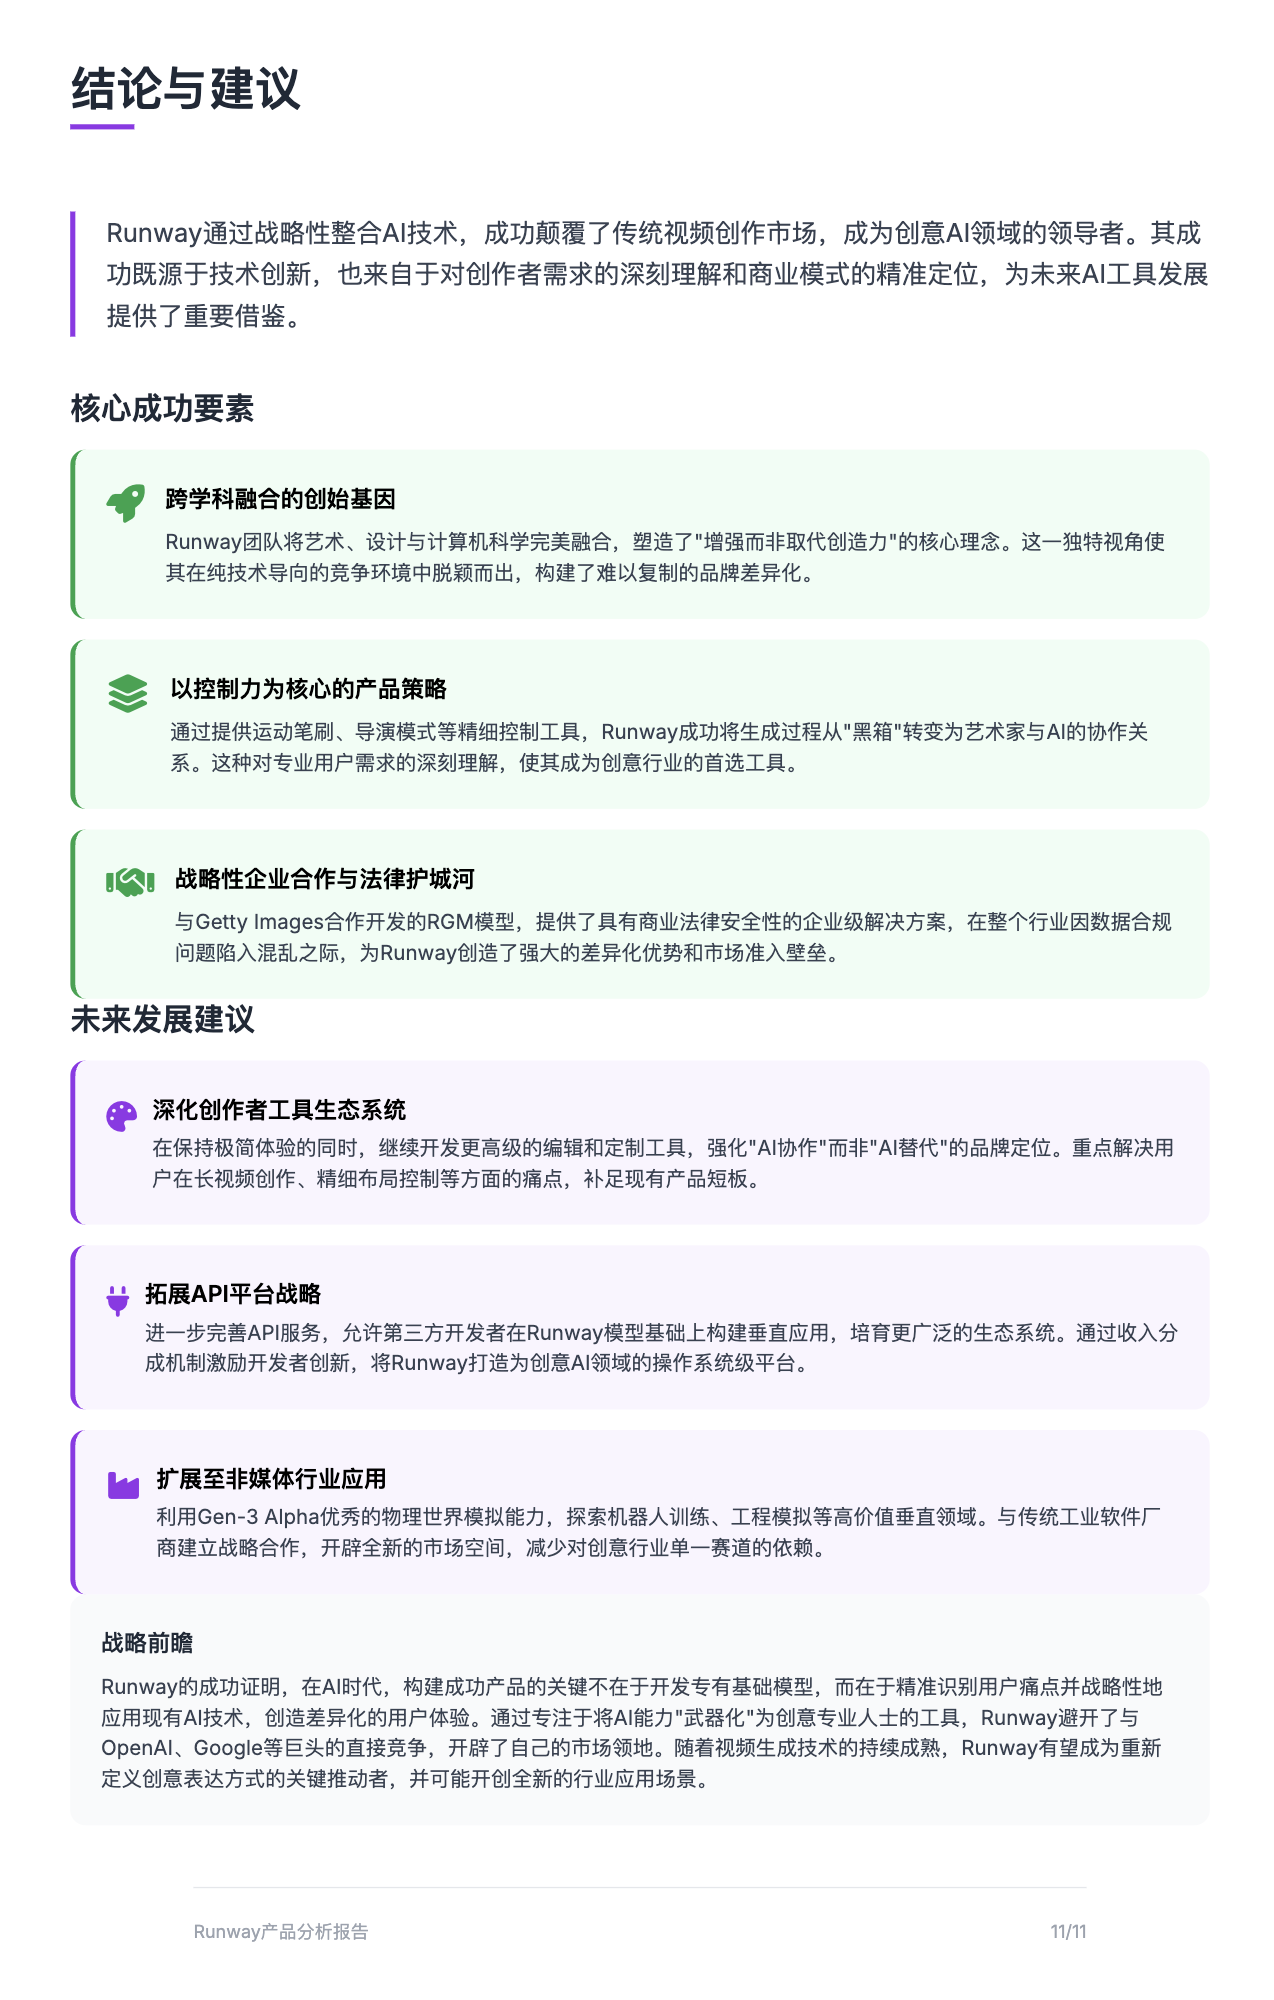 结论与建议
Runway通过战略性整合AI技术，成功颠覆了传统视频创作市场，成为创意AI领域的领导者。其成
功既源于技术创新，也来自于对创作者需求的深刻理解和商业模式的精准定位，为未来AI工具发展
提供了重要借鉴。
核心成功要素
跨学科融合的创始基因
Runway团队将艺术、设计与计算机科学完美融合，塑造了"增强而非取代创造力"的核心理念。这一独特视角使
其在纯技术导向的竞争环境中脱颖而出，构建了难以复制的品牌差异化。
以控制力为核心的产品策略
通过提供运动笔刷、导演模式等精细控制工具，Runway成功将生成过程从"黑箱"转变为艺术家与AI的协作关
系。这种对专业用户需求的深刻理解，使其成为创意行业的首选工具。
战略性企业合作与法律护城河
与Getty Images合作开发的RGM模型，提供了具有商业法律安全性的企业级解决方案，在整个行业因数据合规
问题陷入混乱之际，为Runway创造了强大的差异化优势和市场准入壁垒。
未来发展建议
深化创作者工具生态系统
在保持极简体验的同时，继续开发更高级的编辑和定制工具，强化"AI协作"而非"AI替代"的品牌定位。重点解决用
户在长视频创作、精细布局控制等方面的痛点，补足现有产品短板。
拓展API平台战略
进一步完善API服务，允许第三方开发者在Runway模型基础上构建垂直应用，培育更广泛的生态系统。通过收入分
成机制激励开发者创新，将Runway打造为创意AI领域的操作系统级平台。
扩展至非媒体行业应用
利用Gen-3 Alpha优秀的物理世界模拟能力，探索机器人训练、工程模拟等高价值垂直领域。与传统工业软件厂
商建立战略合作，开辟全新的市场空间，减少对创意行业单一赛道的依赖。
战略前瞻
Runway的成功证明，在AI时代，构建成功产品的关键不在于开发专有基础模型，而在于精准识别用户痛点并战略性地
应用现有AI技术，创造差异化的用户体验。通过专注于将AI能力"武器化"为创意专业人士的工具，Runway避开了与
OpenAI、Google等巨头的直接竞争，开辟了自己的市场领地。随着视频生成技术的持续成熟，Runway有望成为重新
定义创意表达方式的关键推动者，并可能开创全新的行业应用场景。
Runway产品分析报告
11/11